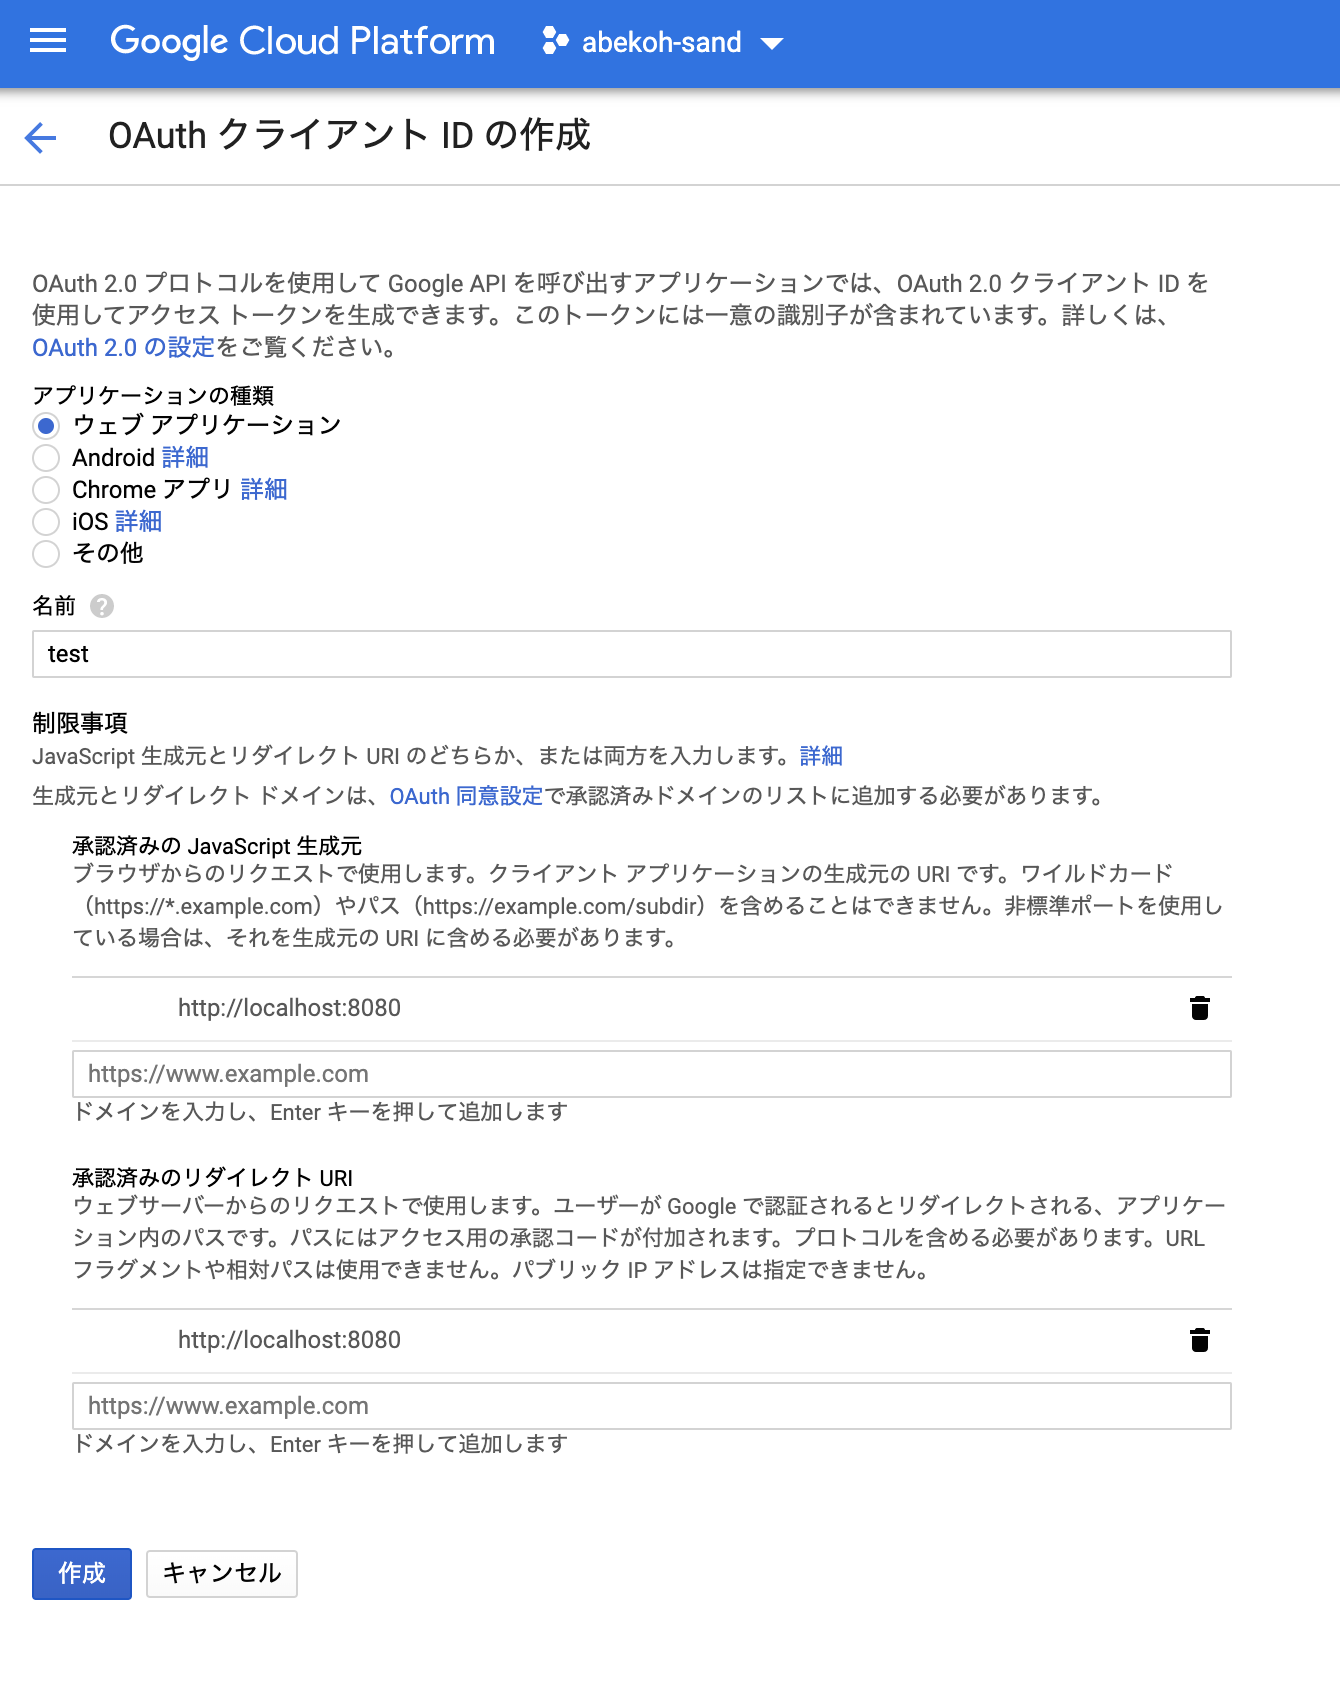 Google Cloud Platform abekoh-sand
OAuth クライアント ID の作成
OAuth 2.0 プロトコルを使用して Google API を呼び出すアプリケーションでは、OAuth 2.0 クライアント ID を
使用してアクセス トークンを生成できます。このトークンには一意の識別子が含まれています。詳しくは、
OAuth 2.0 の設定をご覧ください。
アプリケーションの種類
ウェブ アプリケーション
Android 詳細
Chrome アプリ 詳細
iOS 詳細
その他
名前 ?
test
制限事項
JavaScript 生成元とリダイレクト URI のどちらか、または両方を入力します。詳細
生成元とリダイレクト ドメインは、OAuth 同意設定で承認済みドメインのリストに追加する必要があります。
承認済みの JavaScript 生成元
ブラウザからのリクエストで使用します。クライアント アプリケーションの生成元の URI です。ワイルドカード
（https://*.example.com）やパス（https://example.com/subdir）を含めることはできません。非標準ポートを使用し
ている場合は、それを生成元の URI に含める必要があります。
http://localhost:8080
https://www.example.com
ドメインを入力し、Enter キーを押して追加します
承認済みのリダイレクト URI
ウェブサーバーからのリクエストで使用します。ユーザーが Google で認証されるとリダイレクトされる、アプリケー
ション内のパスです。パスにはアクセス用の承認コードが付加されます。プロトコルを含める必要があります。URL
フラグメントや相対パスは使用できません。パブリック IP アドレスは指定できません。
http://localhost:8080
https://www.example.com
ドメインを入力し、Enter キーを押して追加します
作成 キャンセル